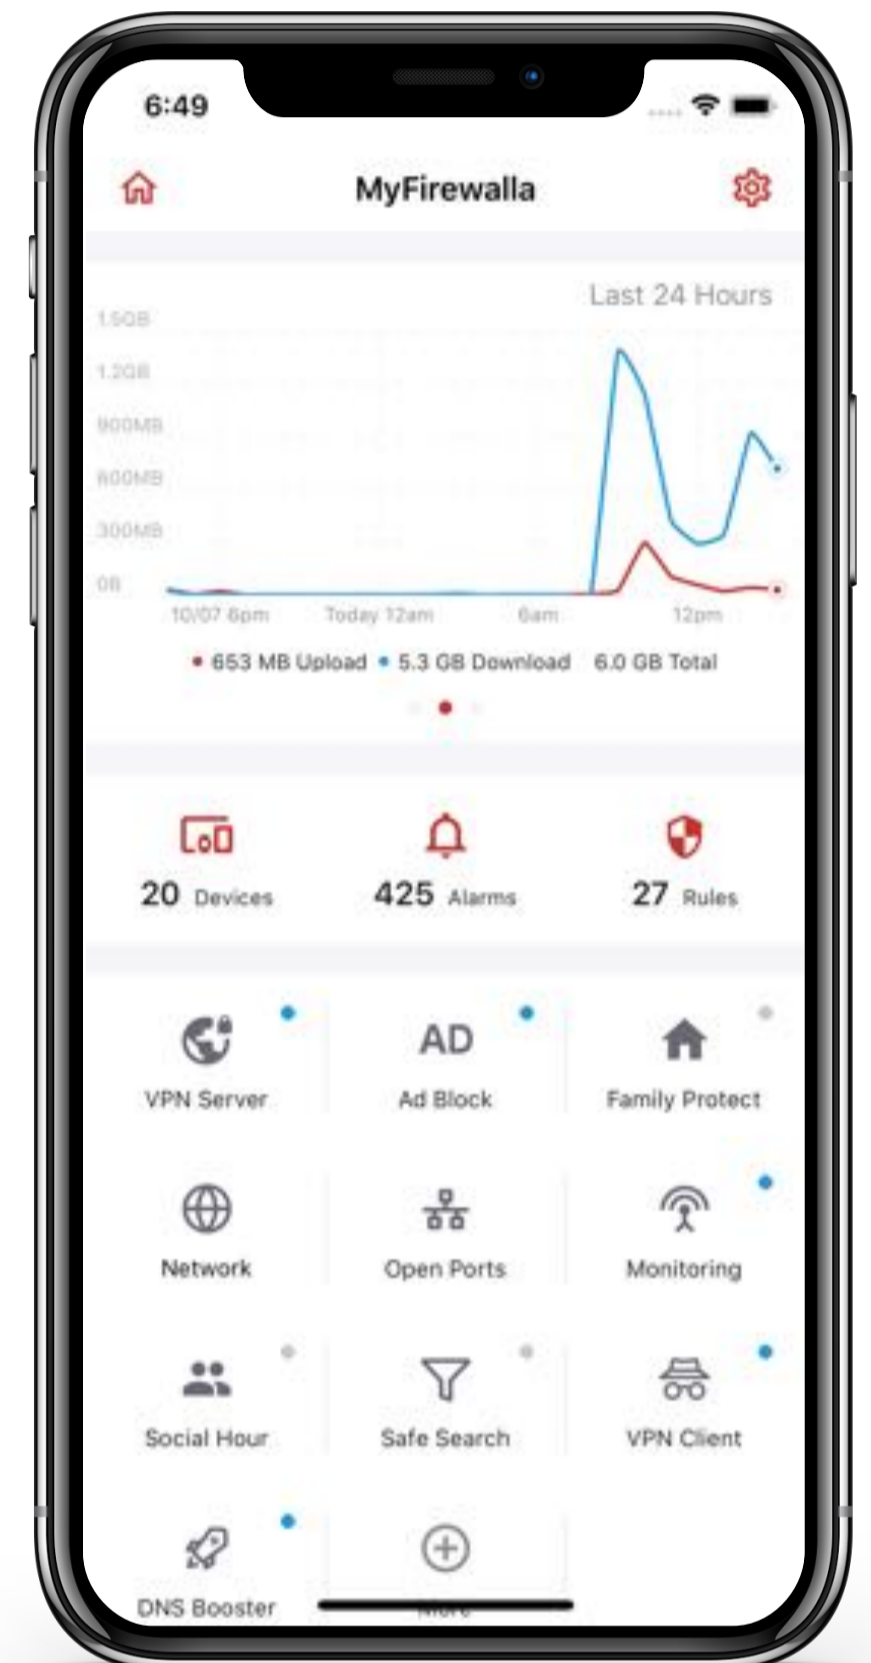 6:49
MyFirewalla
Last 24 Hours
1.5GB
1.2GB
900MB
600MB
300MB
0B
10/07 6pm Today 12am 6am 12pm
653 MB Upload 5.3 GB Download 6.0 GB Total
20 Devices 425 Alarms 27 Rules
AD
VPN Server Ad Block Family Protect
Network Open Ports Monitoring
Social Hour Safe Search VPN Client
DNS Booster More